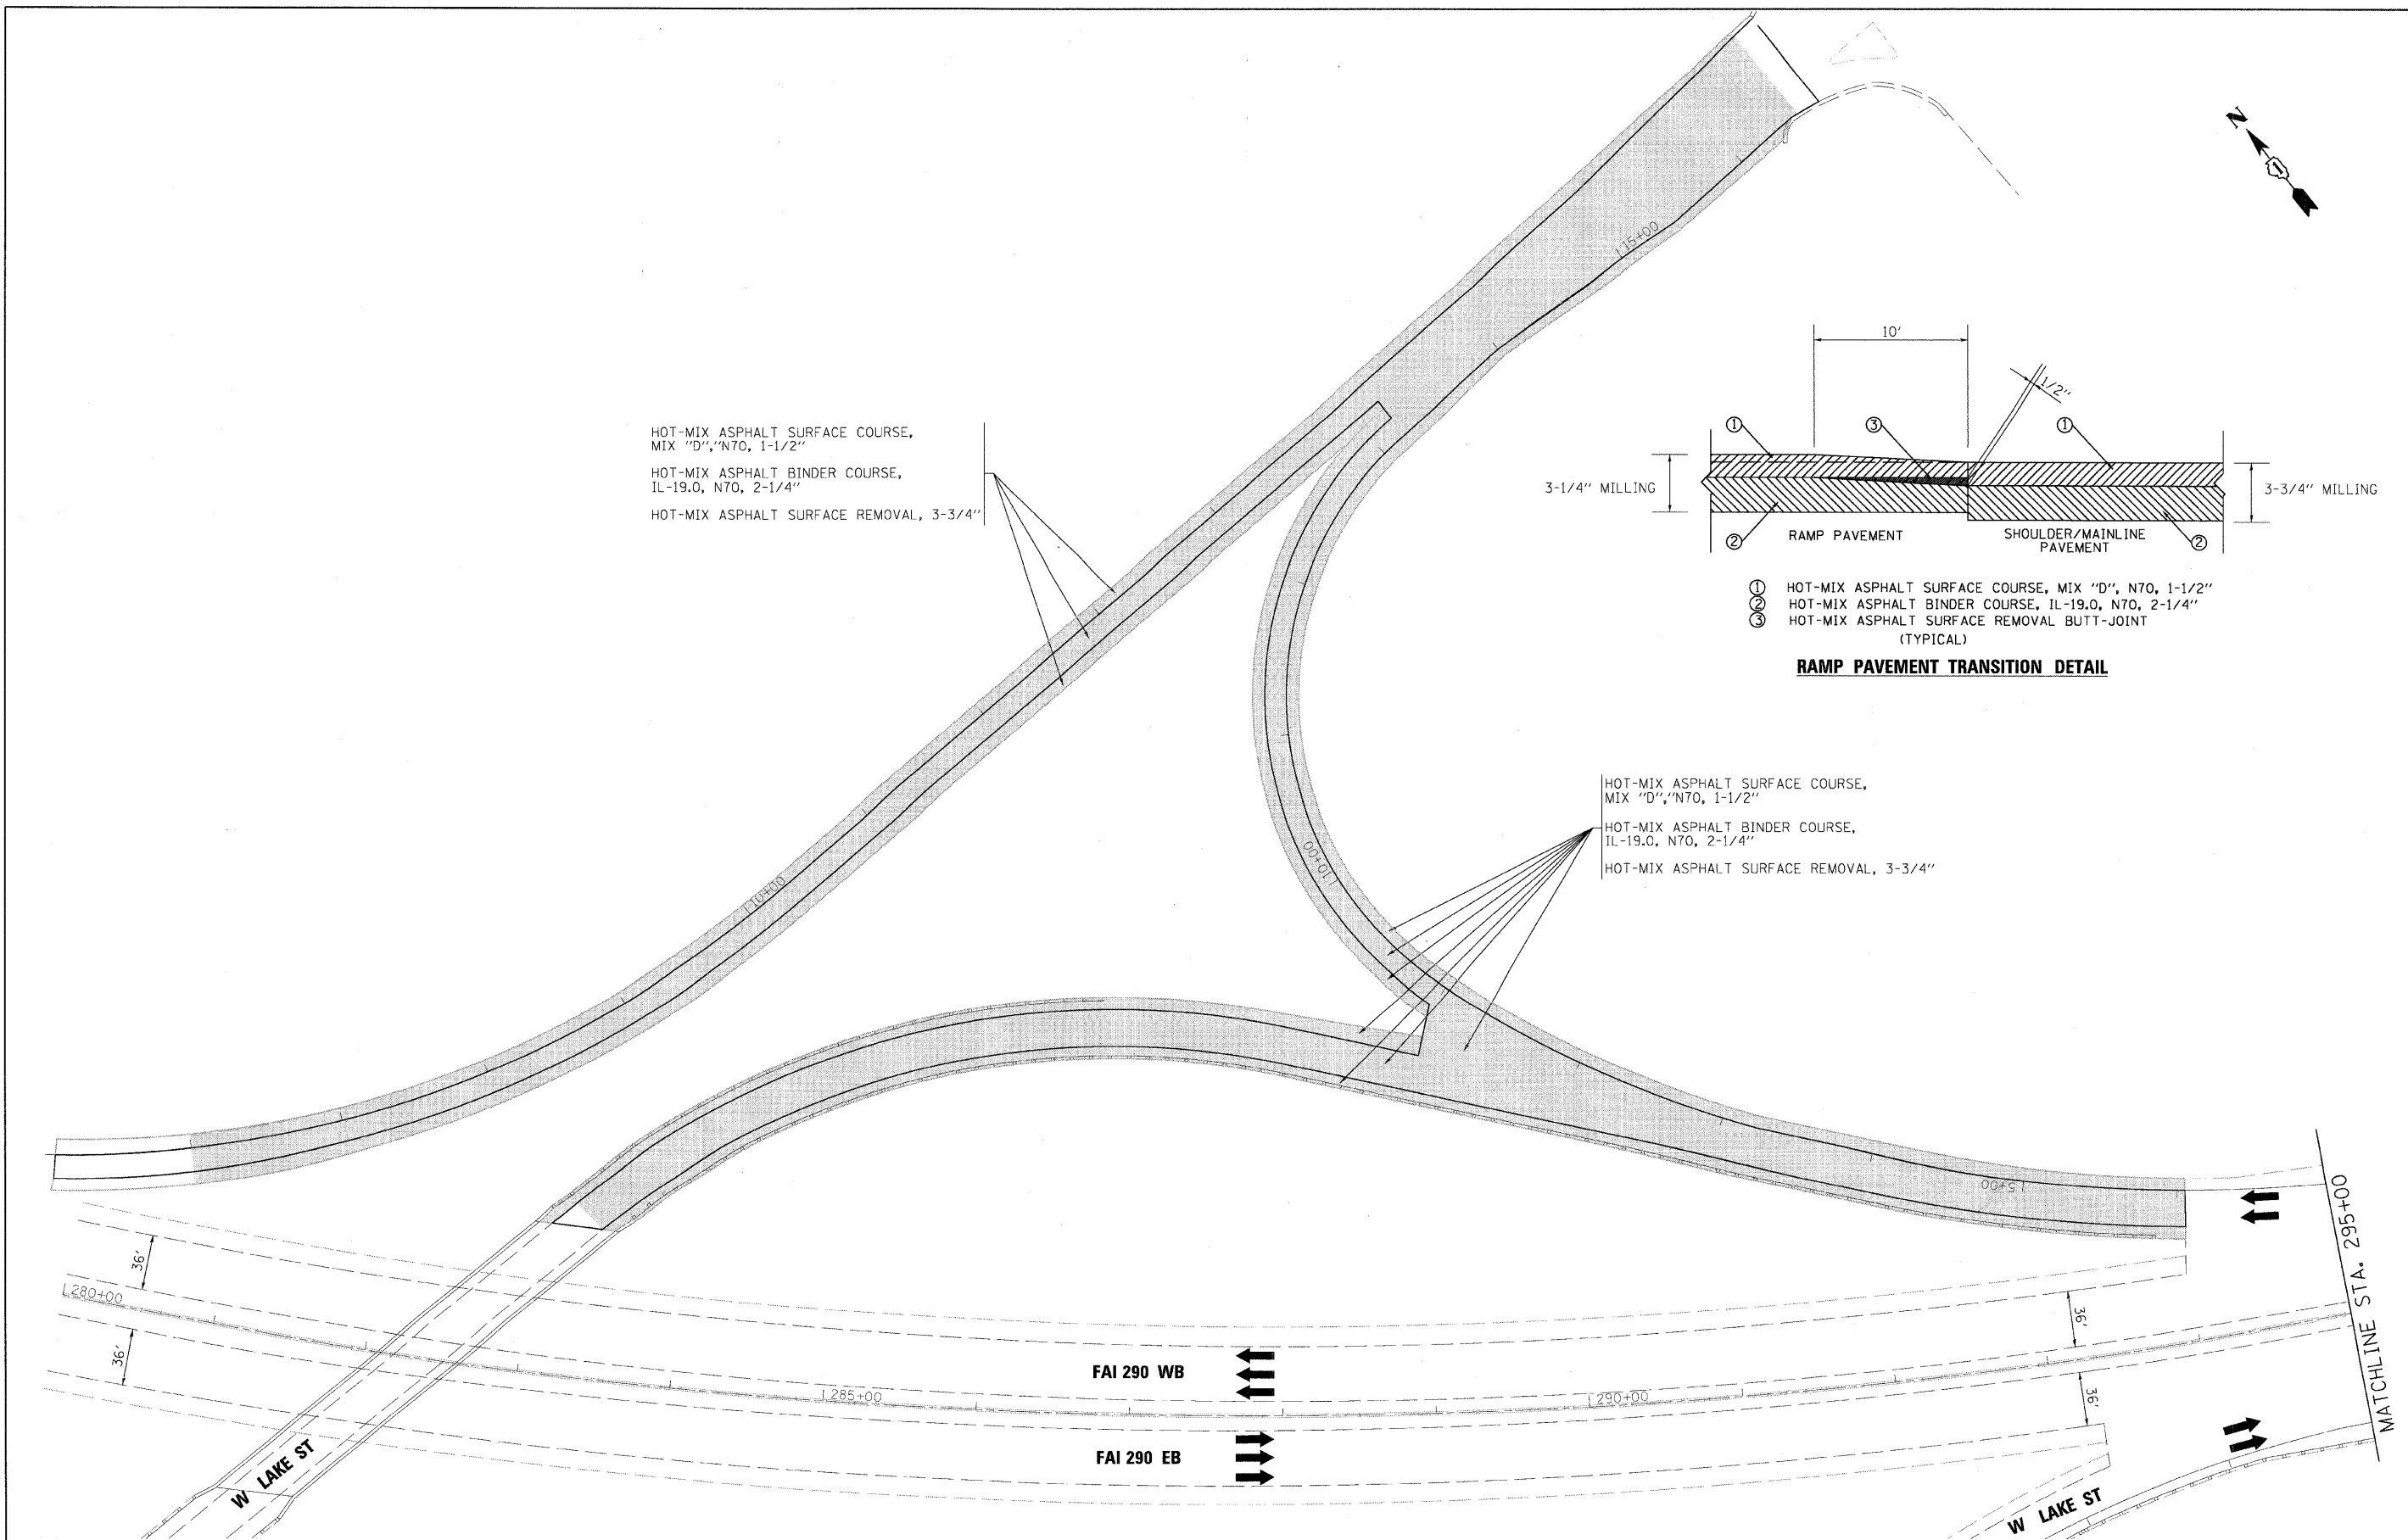 N
1
15+00
10'
1/2"
HOT-MIX ASPHALT SURFACE COURSE,
MIX "D","N70, 1-1/2"
HOT-MIX ASPHALT BINDER COURSE,
IL-19.0, N70, 2-1/4"
HOT-MIX ASPHALT SURFACE REMOVAL, 3-3/4"
1
3
1
3-1/4" MILLING
3-3/4" MILLING
2
RAMP PAVEMENT
SHOULDER/MAINLINE
PAVEMENT
2
1 HOT-MIX ASPHALT SURFACE COURSE, MIX "D", N70, 1-1/2"
2 HOT-MIX ASPHALT BINDER COURSE, IL-19.0, N70, 2-1/4"
3 HOT-MIX ASPHALT SURFACE REMOVAL BUTT-JOINT
(TYPICAL)
RAMP PAVEMENT TRANSITION DETAIL
HOT-MIX ASPHALT SURFACE COURSE,
MIX "D","N70, 1-1/2"
HOT-MIX ASPHALT BINDER COURSE,
IL-19.0, N70, 2-1/4"
HOT-MIX ASPHALT SURFACE REMOVAL, 3-3/4"
10+00
110+00
5+00
36'
280+00
36'
36'
36'
MATCHLINE STA. 295+00
FAI 290 WB
285+00
290+00
FAI 290 EB
W LAKE ST
W LAKE ST